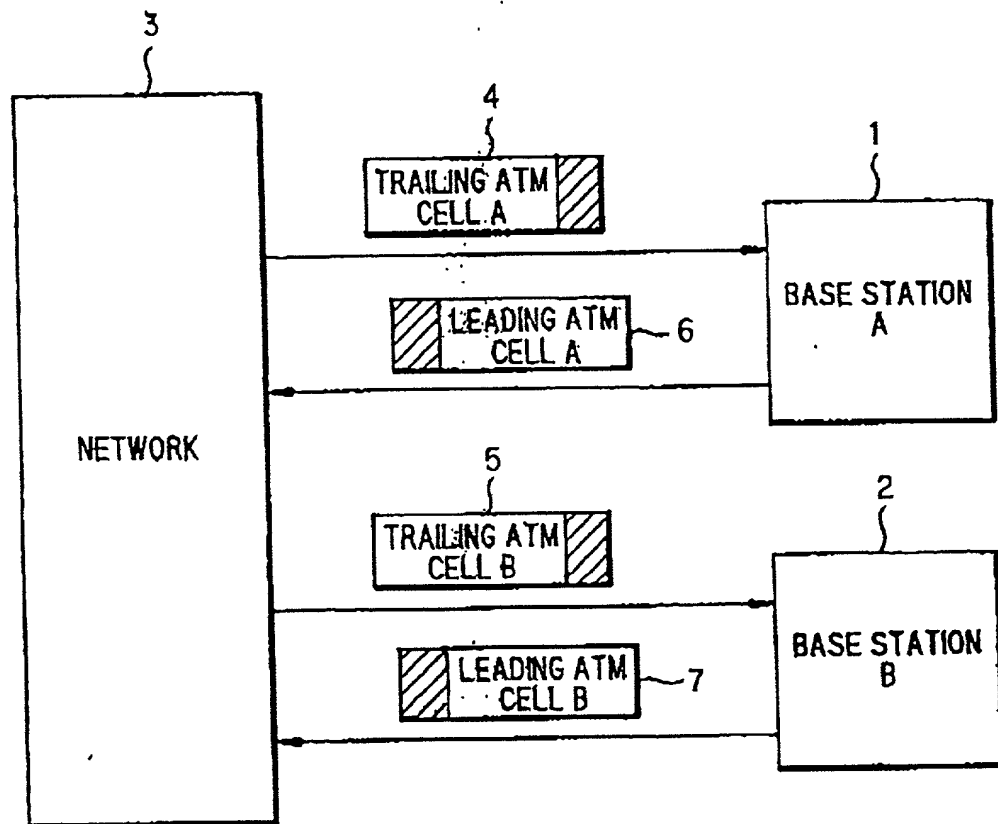 3
4
1
TRAILING ATM
CELL A
BASE STATION
A
LEADING ATM
CELL A
6
NETWORK
5
2
TRAILING ATM
CELL B
BASE STATION
B
LEADING ATM
CELL B
7